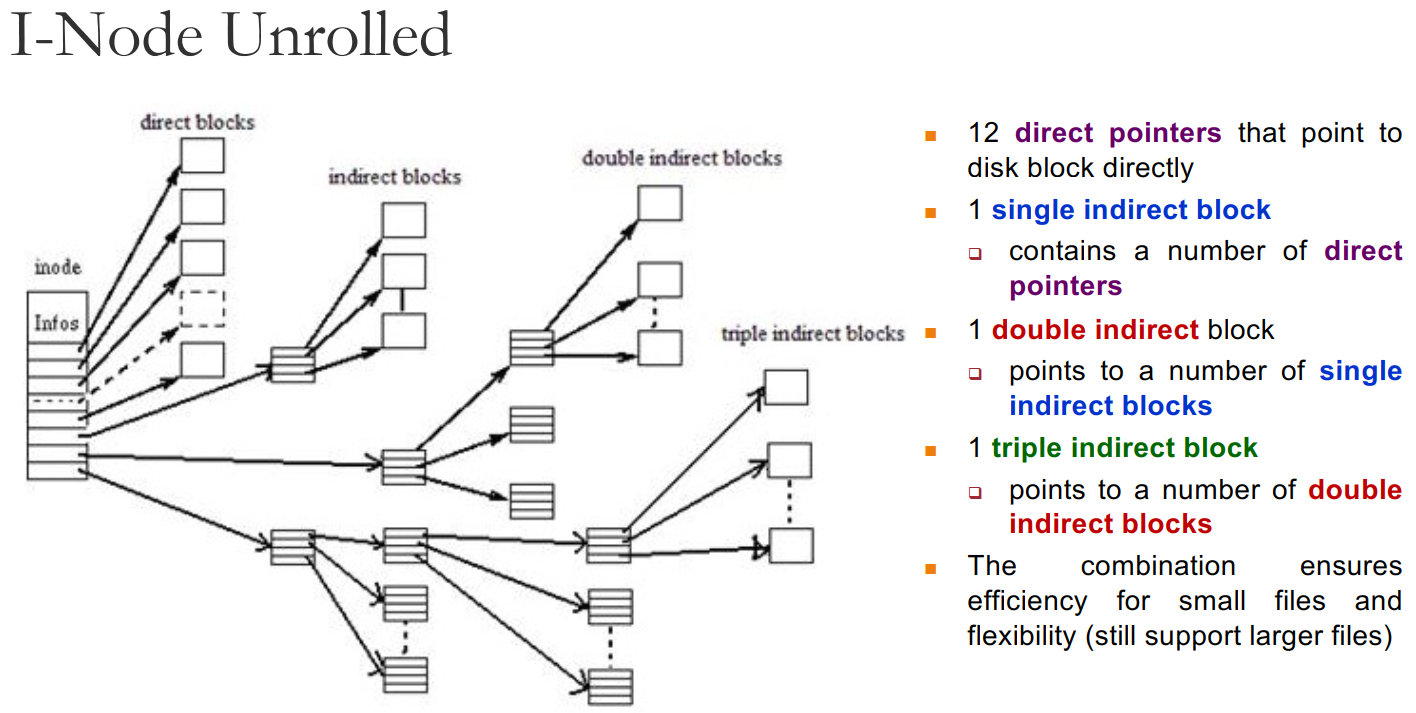 I-Node Unrolled
direct blocks
indirect blocks
double indirect blocks
inode
Infos
triple indirect blocks
12 direct pointers that point to
disk block directly
1 single indirect block
contains a number of direct
pointers
1 double indirect block
points to a number of single
indirect blocks
1 triple indirect block
points to a number of double
indirect blocks
The combination ensures
efficiency for small files and
flexibility (still support larger files)